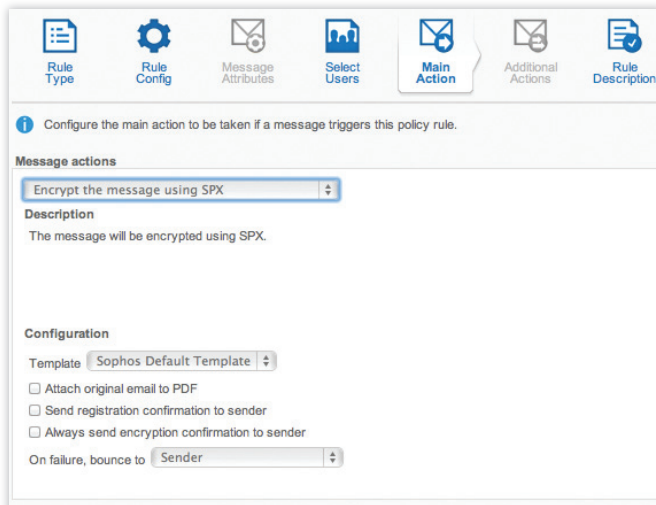 Rule Type
Rule Config
Message Attributes
Select Users
Main Action
Additional Actions
Rule Description
Configure the main action to be taken if a message triggers this policy rule.
Message actions
Encrypt the message using SPX
Description
The message will be encrypted using SPX.
Configuration
Template Sophos Default Template
Attach original email to PDF
Send registration confirmation to sender
Always send encryption confirmation to sender
On failure, bounce to Sender